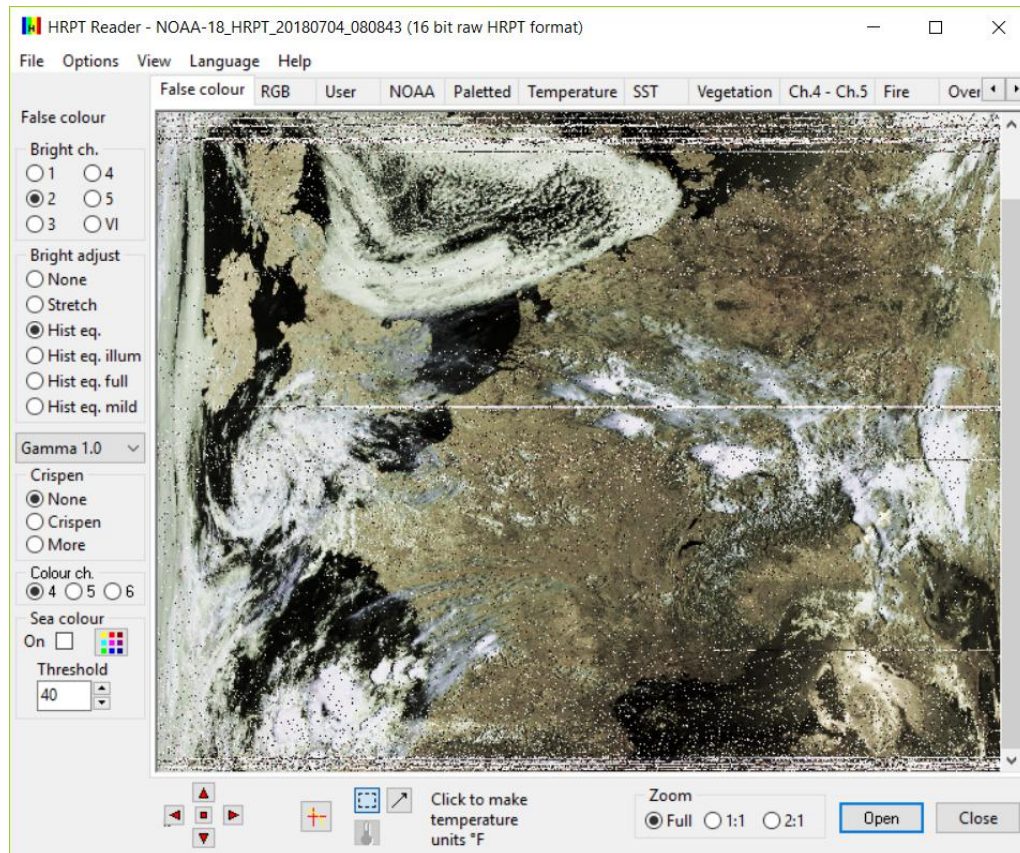 HRPT Reader - NOAA-18_HRPT_20180704_080843 (16 bit raw HRPT format)
File Options View Language Help
False colour RGB User NOAA Paletted Temperature SST Vegetation Ch.4 - Ch.5 Fire Over
False colour
Bright ch.
1 4
2 5
3 VI
Bright adjust
None
Stretch
Hist eq.
Hist eq. illum
Hist eq. full
Hist eq. mild
Gamma 1.0
Crispen
None
Crispen
More
Colour ch.
4 5 6
Sea colour
On
Threshold
40
Click to make
temperature
units °F
Zoom
Full 1:1 2:1
Open Close